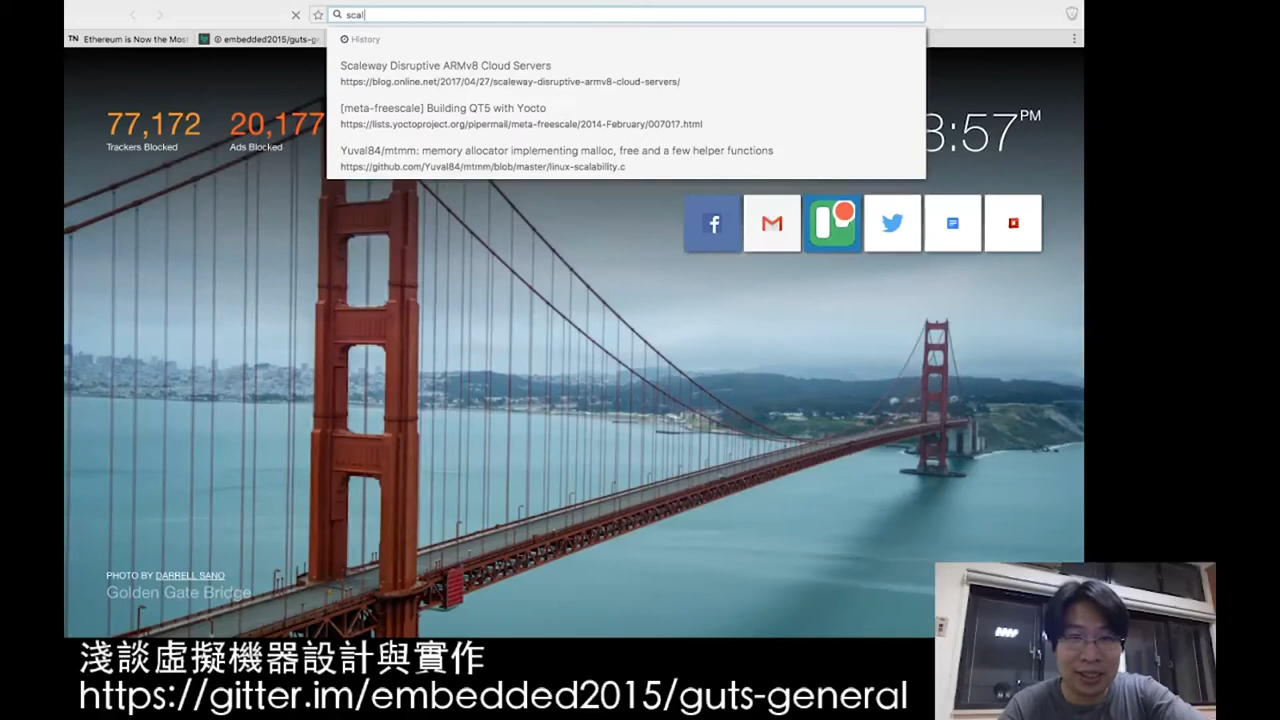 scal
TN Ethereum is Now the Most
embedded2015/guts-ge
History
Scaleway Disruptive ARMv8 Cloud Servers
https://blog.online.net/2017/04/27/scaleway-disruptive-armv8-cloud-servers/
[meta-freescale] Building QT5 with Yocto
https://lists.yoctoproject.org/pipermail/meta-freescale/2014-February/007017.html
Yuval84/mtmm: memory allocator implementing malloc, free and a few helper functions
https://github.com/Yuval84/mtmm/blob/master/linux-scalability.c
77,172
Trackers Blocked
20,177
Ads Blocked
3:57 PM
PHOTO BY DARRELL SANO
Golden Gate Bridge
淺談虛擬機器設計與實作
https://gitter.im/embedded2015/guts-general